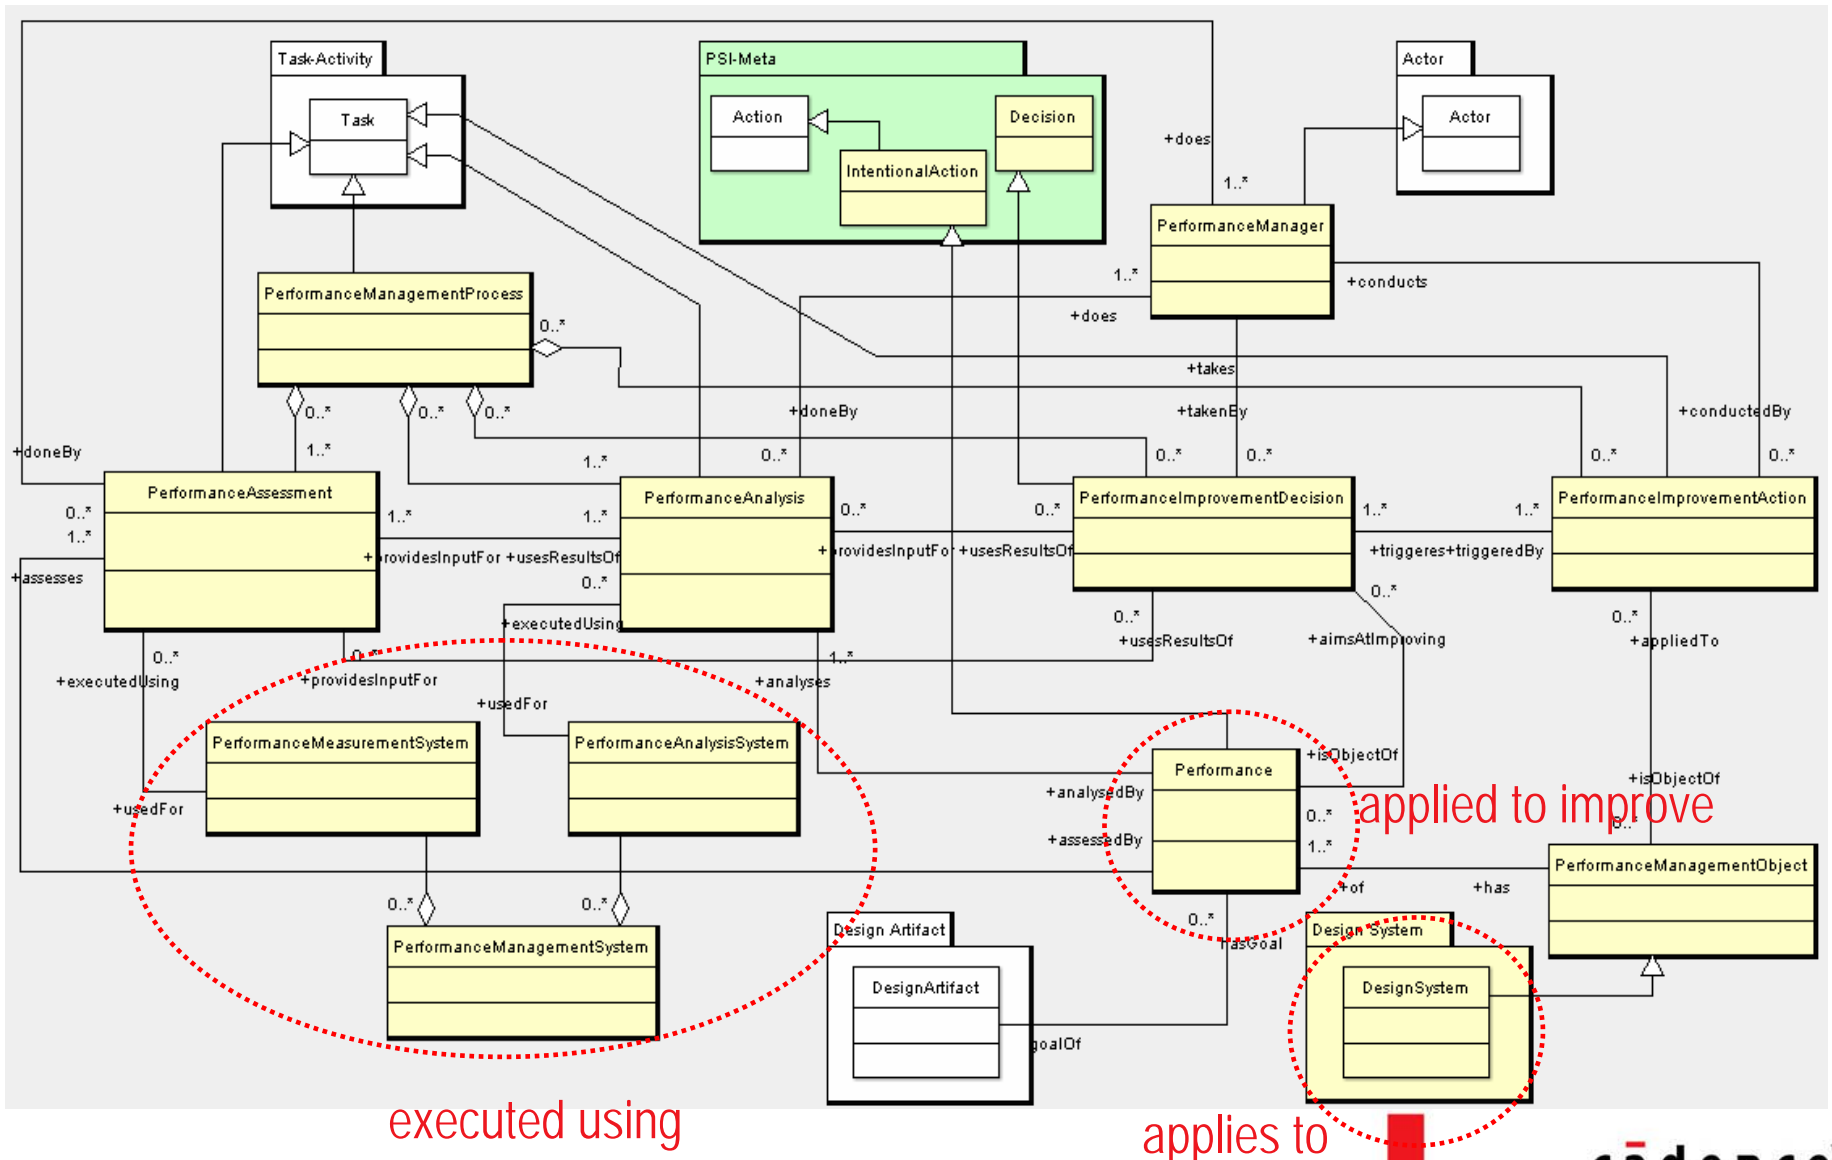 Task-Activity
PSI-Meta
Actor
Task
Action
Decision
Actor
+does
IntentionalAction
1..*
PerformanceManager
1..*
+conducts
PerformanceManagementProcess
+does
0..*
+takes
0..*
0..*
0..*
+doneBy
+takenBy
+conductedBy
+doneBy
1..*
1..*
0..*
0..*
0..*
0..*
0..*
PerformanceAssessment
PerformanceAnalysis
PerformanceImprovementDecision
PerformanceImprovementAction
0..*
1..*
1..*
0..*
0..*
1..*
1..*
1..*
+providesInputFor
+usesResultsOf
+providesInputFor
+usesResultsOf
+triggeres+triggeredBy
+assesses
0..*
0..*
+executedUsing
0..*
0..*
+usesResultsOf
+aimsAtImproving
+appliedTo
0..*
0..*
1..*
+executedUsing
+providesInputFor
+analyses
+usedFor
PerformanceMeasurementSystem
PerformanceAnalysisSystem
+isObjectOf
Performance
+isObjectOf
+analysedBy
+usedFor
applied to improve
0..*
0..*
+assessedBy
1..*
PerformanceManagementObject
+of
+has
0..*
0..*
0..*
Design Artifact
Design System
PerformanceManagementSystem
hasGoal
DesignArtifact
DesignSystem
goalOf
executed using
applies to
cādence